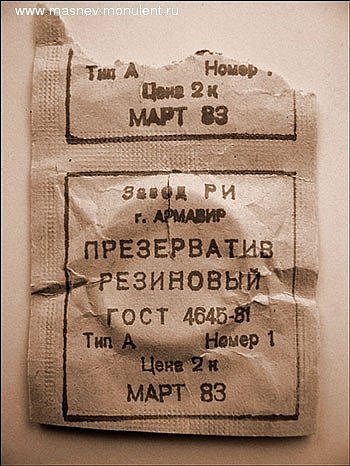 www.masnev.monulent.ru
Тип А Номер 1
Цена 2 к
МАРТ 83
Завод РИ
г. АРМАВИР
ПРЕЗЕРВАТИВ
РЕЗИНОВЫЙ
ГОСТ 4645-81
Тип А Номер 1
Цена 2 к
МАРТ 83